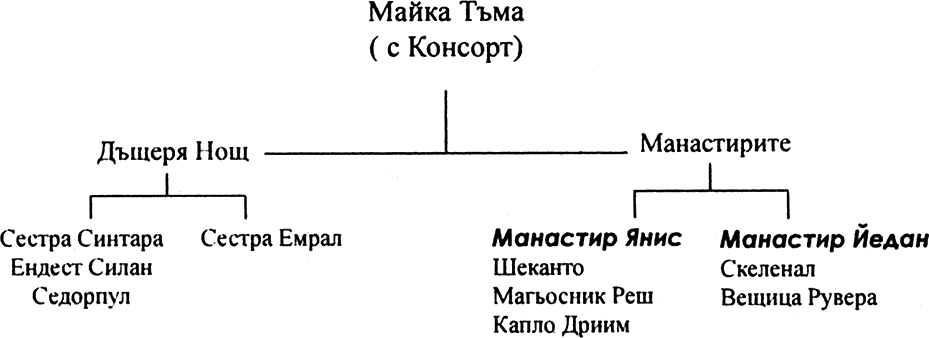 Майка Тъма
( с Консорт)
Дъщеря Нощ
Манастирите
Сестра Синтара
Ендест Силан
Седорпул
Сестра Емрал
Манастир Янис
Шеканто
Магьосник Реш
Капло Дриим
Манастир Йедан
Скеленал
Вещица Рувера